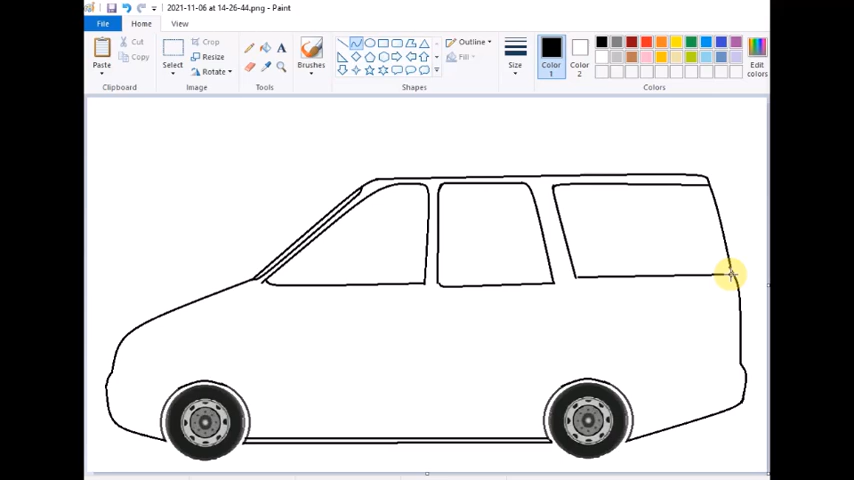 2021-11-06 at 14-26-44.png - Paint
File Home View
Paste Cut Copy Clipboard
Select Crop Resize Rotate Image
Tools
Brushes
Outline Fill Shapes
Size
Color 1 Color 2 Edit colors Colors